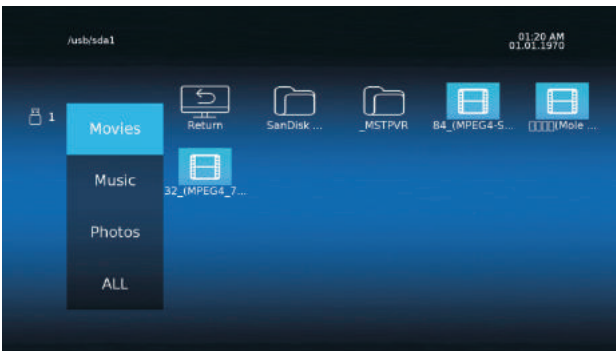 /usb/sda1
01:20 AM
01.01.1970
1
Movies
Music
Photos
ALL
Return
SanDisk ...
_MSTPVR
84_(MPEG4-S...
□□□□(Mole ...
32_(MPEG4_7...